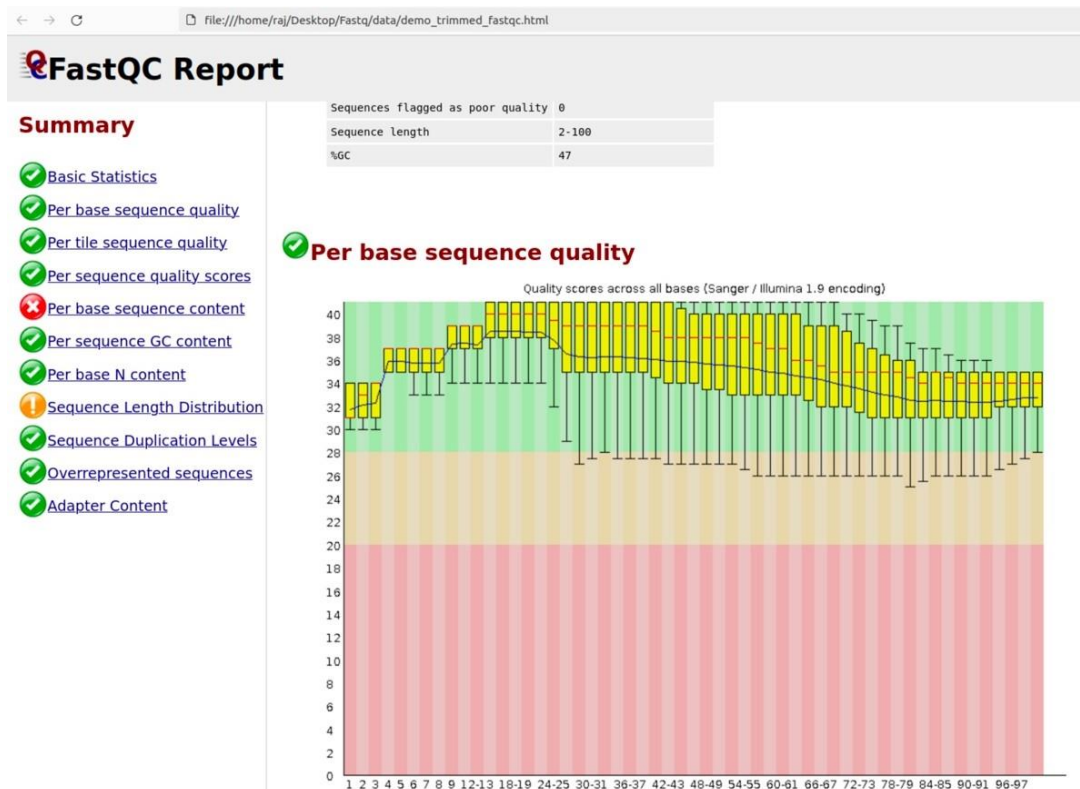 file:///home/raj/Desktop/Fastq/data/demo_trimmed_fastqc.html
FastQC Report
Summary
Basic Statistics
Per base sequence quality
Per tile sequence quality
Per sequence quality scores
Per base sequence content
Per sequence GC content
Per base N content
Sequence Length Distribution
Sequence Duplication Levels
Overrepresented sequences
Adapter Content
Sequences flagged as poor quality 0
Sequence length 2-100
%GC 47
Per base sequence quality
Quality scores across all bases (Sanger / Illumina 1.9 encoding)
40
38
36
34
32
30
28
26
24
22
20
18
16
14
12
10
8
6
4
2
0
1 2 3 4 5 6 7 8 9 12-13 18-19 24-25 30-31 36-37 42-43 48-49 54-55 60-61 66-67 72-73 78-79 84-85 90-91 96-97